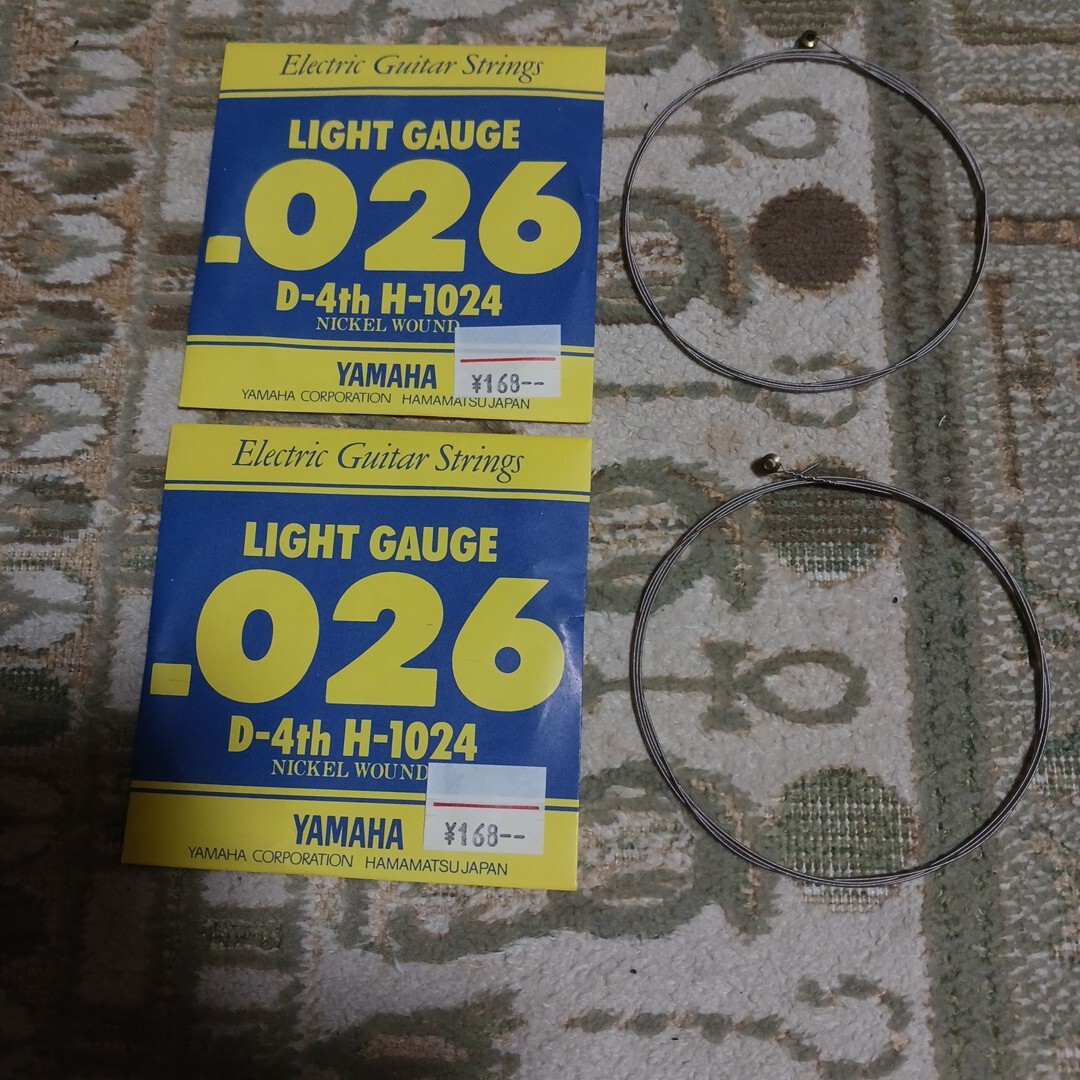 Electric Guitar Strings
LIGHT GAUGE
.026
D-4th H-1024
NICKEL WOUND
YAMAHA
¥168--
YAMAHA CORPORATION HAMAMATSU JAPAN
Electric Guitar Strings
LIGHT GAUGE
.026
D-4th H-1024
NICKEL WOUND
YAMAHA
¥168--
YAMAHA CORPORATION HAMAMATSU JAPAN